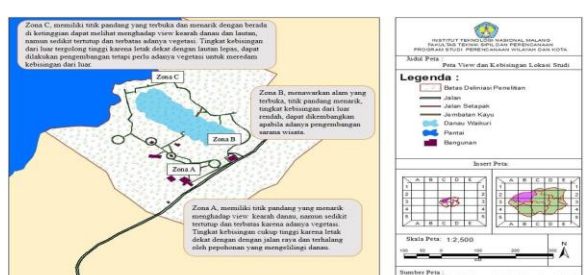 Zona C, memiliki titik pandang yang terbuka dan menarik dengan berada
di ketinggian dapat melihat menghadap view kearah danau dan lautan,
namun sedikit tertutup dan terbatas adanya vegetasi. Tingkat kebisingan
dari luar tergolong tinggi karena letak dekat dengan lautan lepas, dapat
dilakukan pengembangan tetapi perlu adanya vegetasi untuk meredam
kebisingan dari luar.
Zona C
Zona B, menawarkan alam yang
terbuka, titik pandang menarik,
tingkat kebisingan dari luar
rendah, dapat dikembangkan
apabila adanya pengembangan
sarana wisata.
Zona B
Zona A
Zona A, memiliki titik pandang yang menarik
menghadap view kearah danau, namun sedikit
tertutup dan terbatas karena adanya vegetasi.
Tingkat kebisingan cukup tinggi karena letak
dekat dengan dengan jalan raya dan terhalang
oleh pepohonan yang mengelilingi danau.
INSTITUT TEKNOLOGI NASIONAL MALANG
FAKULTAS TEKNIK SIPIL DAN PERENCANAAN
PROGRAM STUDI PERENCANAAN WILAYAH DAN KOTA
Judul Peta :
Peta View dan Kebisingan Lokasi Studi
Legenda :
Batas Deliniasi Penelitian
Jalan
Jalan Setapak
Jembatan Kayu
Danau Waikuri
Pantai
Bangunan
Insert Peta:
A B C D E
A B C D E
Skala Peta: 1:2,500
N
Sumber Peta :